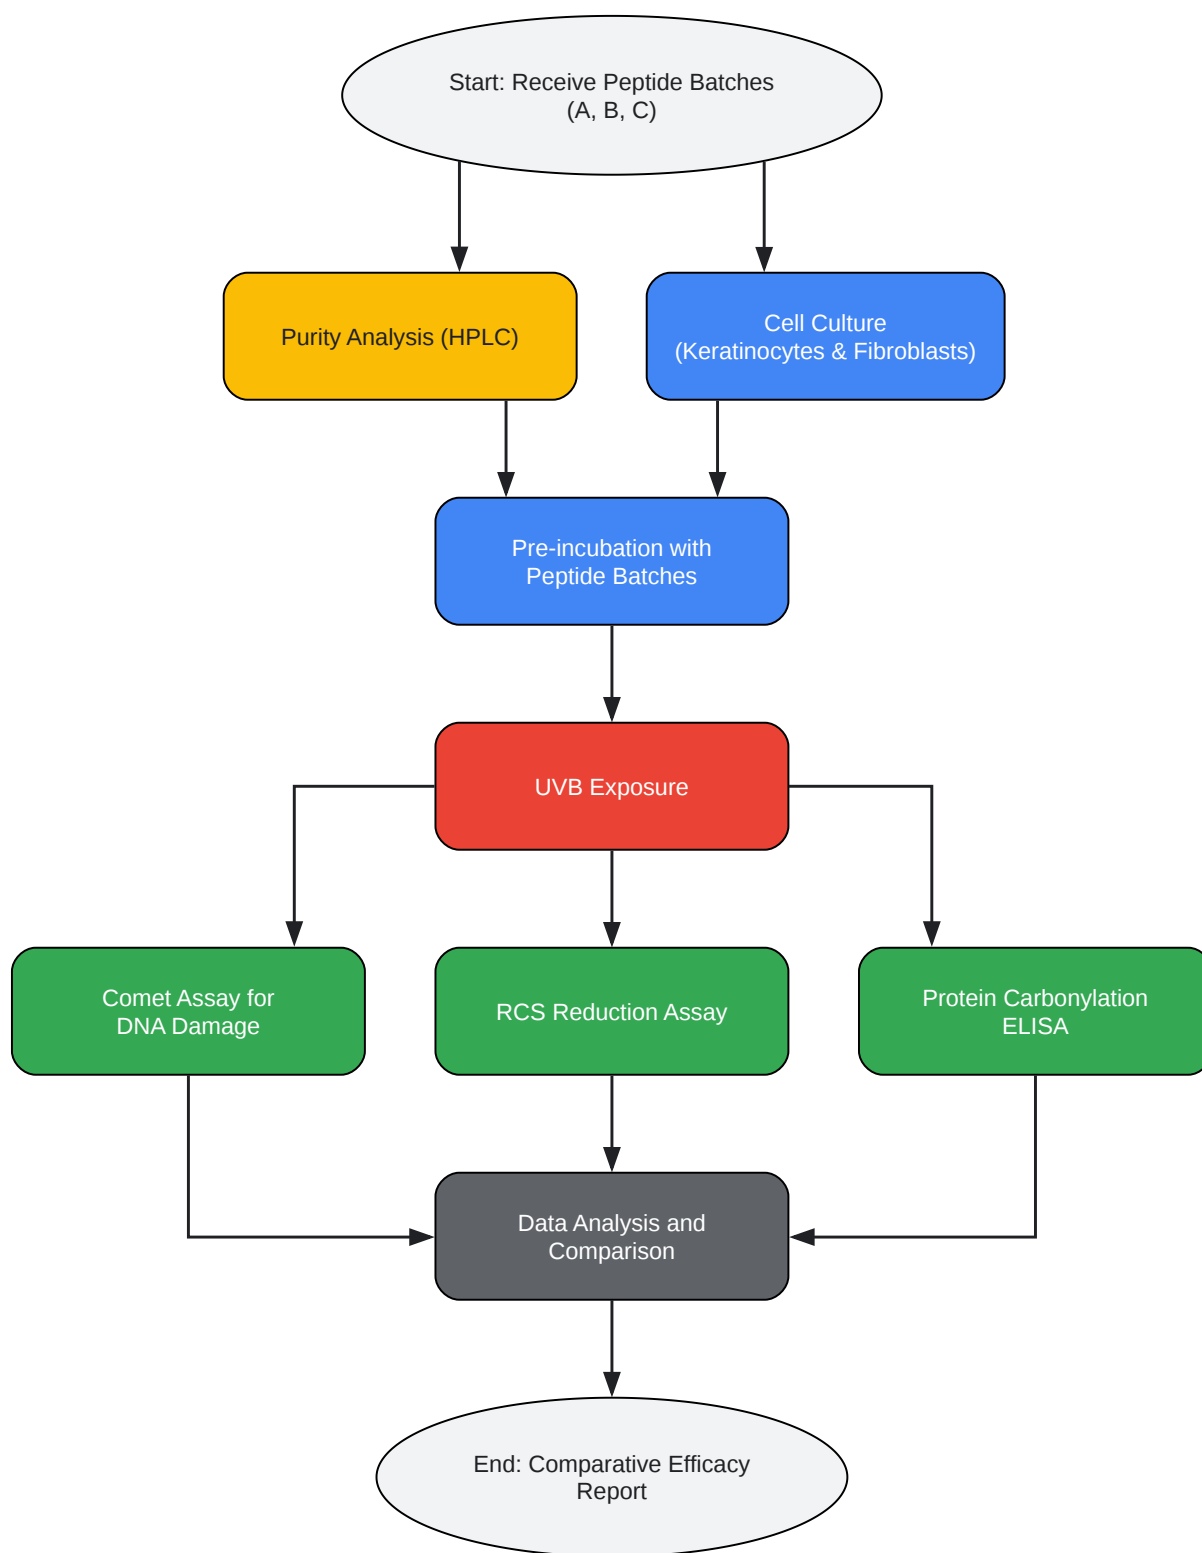 Start: Receive Peptide Batches
(A, B, C)
Purity Analysis (HPLC)
Cell Culture
(Keratinocytes & Fibroblasts)
Pre-incubation with
Peptide Batches
UVB Exposure
Comet Assay for
DNA Damage
RCS Reduction Assay
Protein Carbonylation
ELISA
Data Analysis and
Comparison
End: Comparative Efficacy
Report